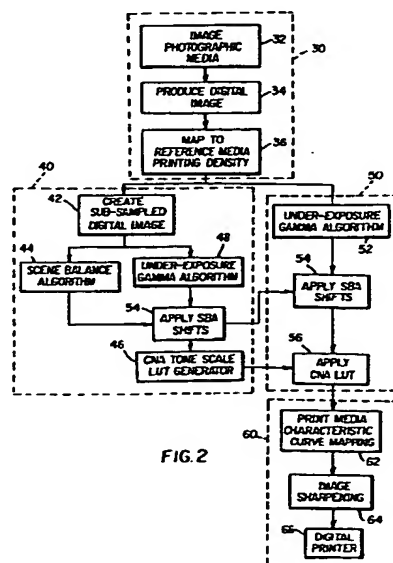 IMAGE
PHOTOGRAPHIC
MEDIA
32
30
PRODUCE DIGITAL
IMAGE
34
MAP TO
REFERENCE MEDIA
PRINTING DENSITY
36
40
42
CREATE
SUB-SAMPLED
DIGITAL IMAGE
44
SCENE BALANCE
ALGORITHM
48
UNDER-EXPOSURE
GAMMA ALGORITHM
54
APPLY SBA
SHIFTS
46
CNA TONE SCALE
LUT GENERATOR
50
UNDER-EXPOSURE
GAMMA ALGORITHM
52
54
APPLY SBA
SHIFTS
56
APPLY
CNA LUT
60
PRINT MEDIA
CHARACTERISTIC
CURVE MAPPING
62
IMAGE
SHARPENING
64
66
DIGITAL
PRINTER
FIG. 2